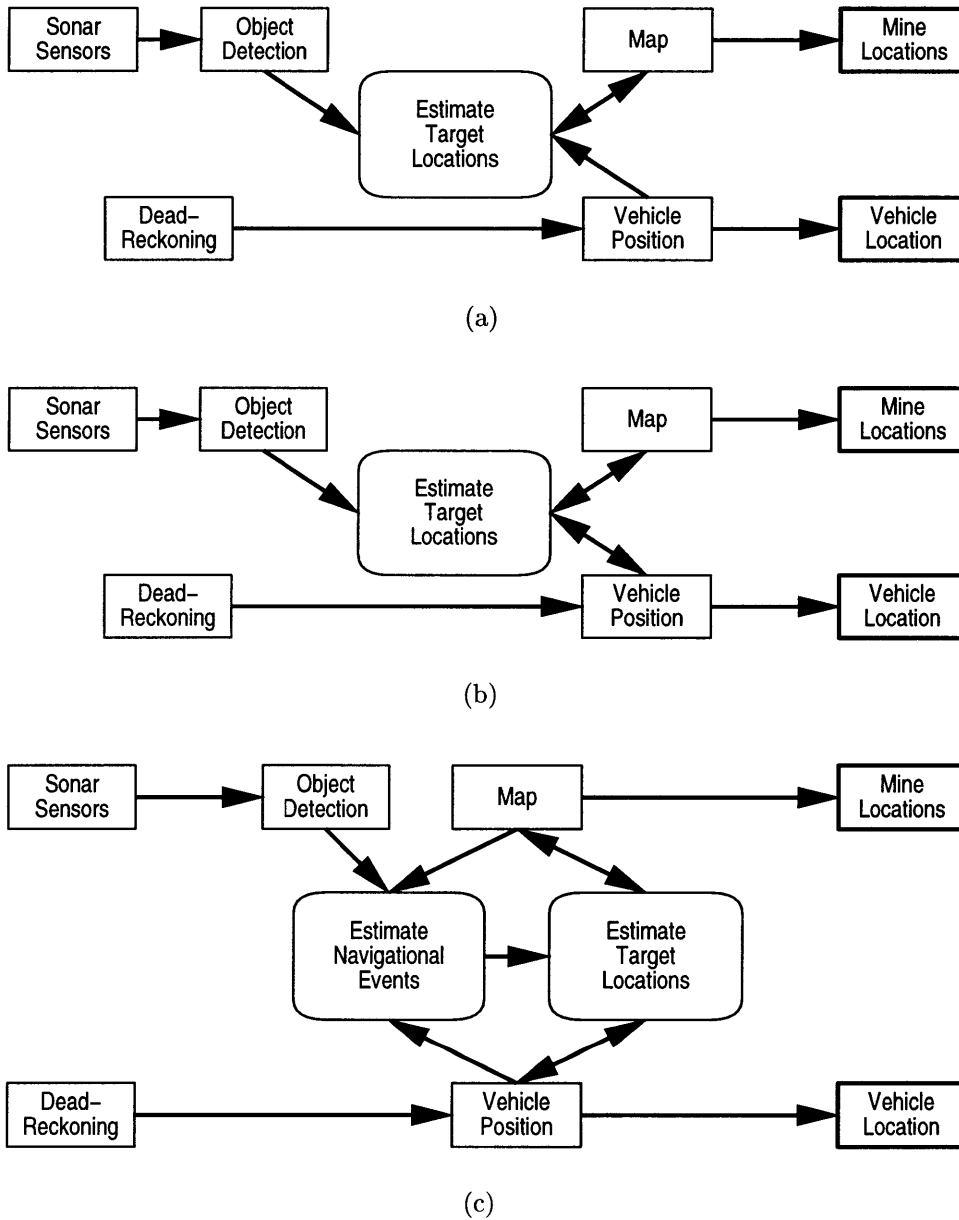 Sonar
Sensors
Object
Detection
Map
Mine
Locations
Estimate
Target
Locations
Dead–
Reckoning
Vehicle
Position
Vehicle
Location
(a)
Sonar
Sensors
Object
Detection
Map
Mine
Locations
Estimate
Target
Locations
Dead–
Reckoning
Vehicle
Position
Vehicle
Location
(b)
Sonar
Sensors
Object
Detection
Map
Mine
Locations
Estimate
Navigational
Events
Estimate
Target
Locations
Dead–
Reckoning
Vehicle
Position
Vehicle
Location
(c)